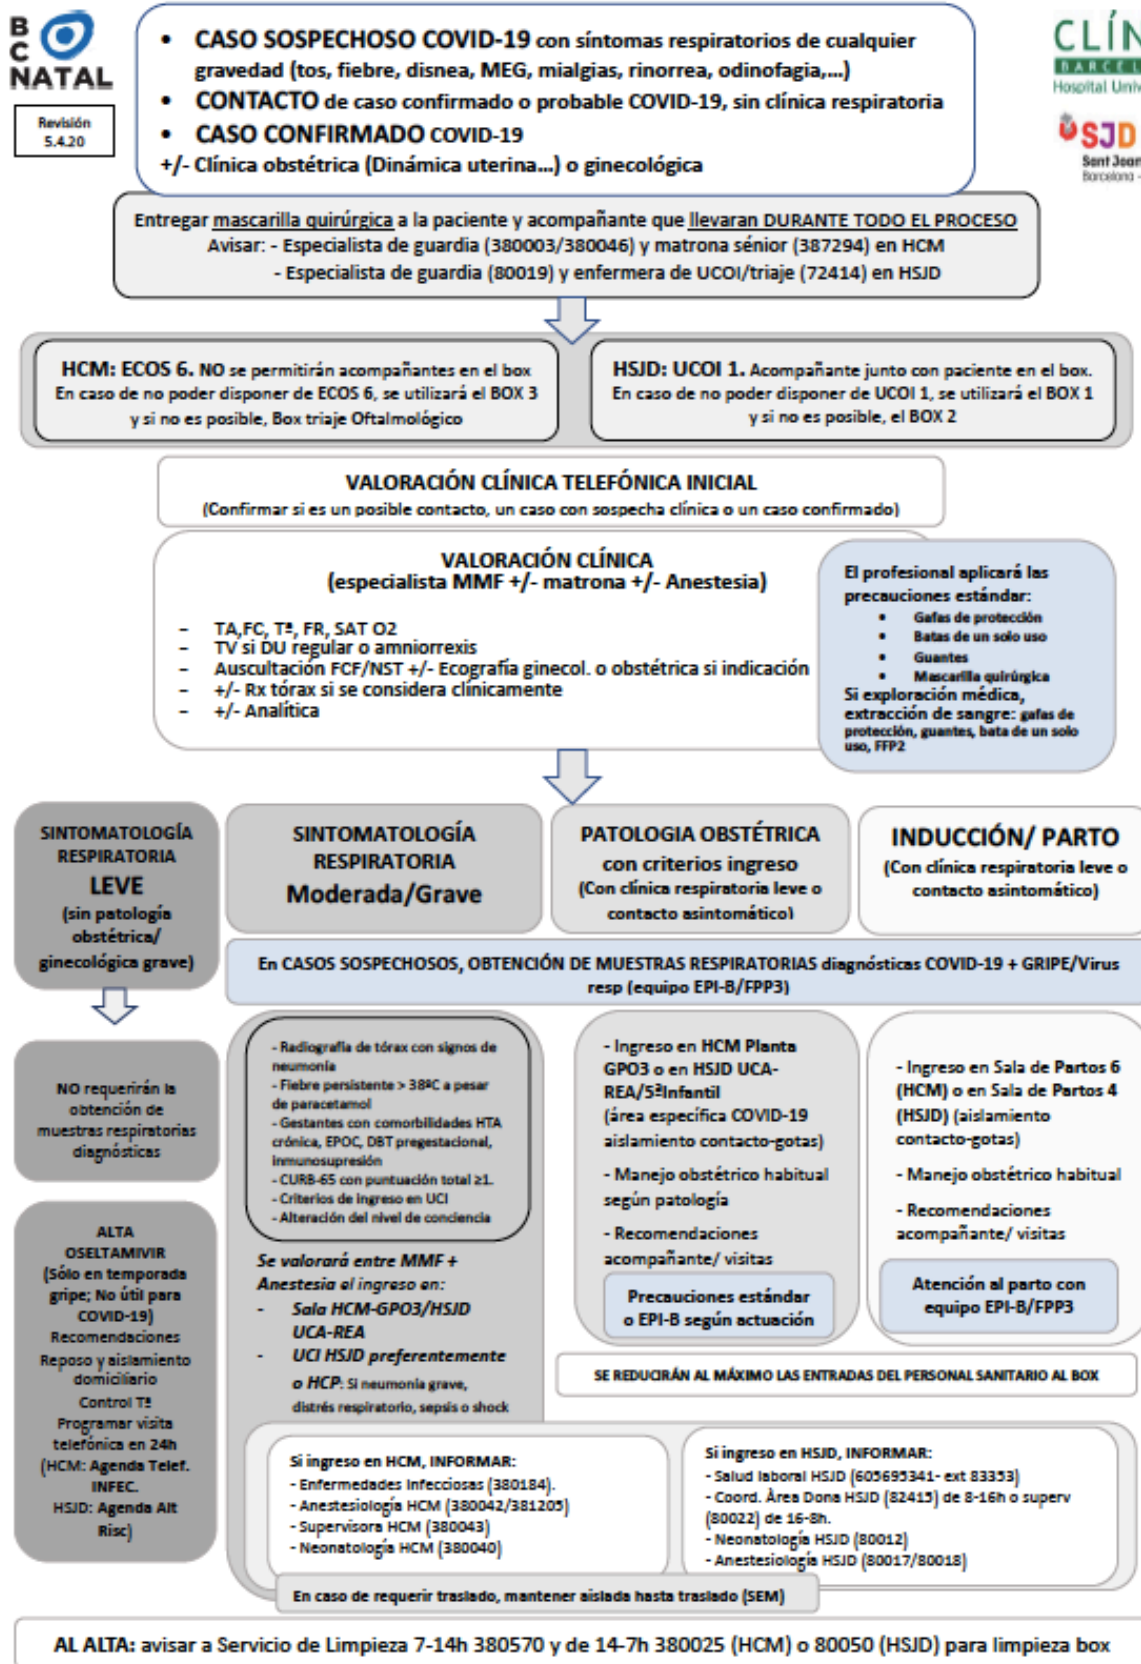 B
C
NATAL
Revisión
5.4.20
• CASO SOSPECHOSO COVID-19 con síntomas respiratorios de cualquier
gravedad (tos, fiebre, disnea, MEG, mialgias, rinorrea, odinofagia,...)
• CONTACTO de caso confirmado o probable COVID-19, sin clínica respiratoria
• CASO CONFIRMADO COVID-19
+/- Clínica obstétrica (Dinámica uterina...) o ginecológica
CLÍN
BARCEL
Hospital Univ
SJD
Sant Joan
Barcelona -
Entregar mascarilla quirúrgica a la paciente y acompañante que llevaran DURANTE TODO EL PROCESO
Avisar: - Especialista de guardia (380003/380046) y matrona sénior (387294) en HCM
- Especialista de guardia (80019) y enfermera de UCOI/triaje (72414) en HSJD
HCM: ECOS 6. NO se permitirán acompañantes en el box
En caso de no poder disponer de ECOS 6, se utilizará el BOX 3
y si no es posible, Box triaje Oftalmológico
HSJD: UCOI 1. Acompañante junto con paciente en el box.
En caso de no poder disponer de UCOI 1, se utilizará el BOX 1
y si no es posible, el BOX 2
VALORACIÓN CLÍNICA TELEFÓNICA INICIAL
(Confirmar si es un posible contacto, un caso con sospecha clínica o un caso confirmado)
VALORACIÓN CLÍNICA
(especialista MMF +/- matrona +/- Anestesia)
- TA,FC, Tª, FR, SAT O2
- TV si DU regular o amniorrexis
- Auscultación FCF/NST +/- Ecografía ginecol. o obstétrica si indicación
- +/- Rx tórax si se considera clínicamente
- +/- Analítica
El profesional aplicará las
precauciones estándar:
• Gafas de protección
• Batas de un solo uso
• Guantes
• Mascarilla quirúrgica
Si exploración médica,
extracción de sangre: gafas de
protección, guantes, bata de un solo
uso, FFP2
SINTOMATOLOGÍA
RESPIRATORIA
LEVE
(sin patología
obstétrica/
ginecológica grave)
SINTOMATOLOGÍA
RESPIRATORIA
Moderada/Grave
PATOLOGIA OBSTÉTRICA
con criterios ingreso
(Con clínica respiratoria leve o
contacto asintomático)
INDUCCIÓN/ PARTO
(Con clínica respiratoria leve o
contacto asintomático)
En CASOS SOSPECHOSOS, OBTENCIÓN DE MUESTRAS RESPIRATORIAS diagnósticas COVID-19 + GRIPE/Virus
resp (equipo EPI-B/FPP3)
NO requerirán la
obtención de
muestras respiratorias
diagnósticas
ALTA
OSELTAMIVIR
(Sólo en temporada
gripe; No útil para
COVID-19)
Recomendaciones
Reposo y aislamiento
domiciliario
Control Tª
Programar visita
telefónica en 24h
(HCM: Agenda Telef.
INFEC.
HSJD: Agenda Alt
Risc)
- Radiografía de tórax con signos de
neumonía
- Fiebre persistente > 38ºC a pesar
de paracetamol
- Gestantes con comorbilidades HTA
crónica, EPOC, DBT pregestacional,
inmunosupresión
- CURB-65 con puntuación total ≥1.
- Criterios de ingreso en UCI
- Alteración del nivel de conciencia
Se valorará entre MMF +
Anestesia el ingreso en:
- Sala HCM-GPO3/HSJD
UCA-REA
- UCI HSJD preferentemente
o HCP: Si neumonía grave,
distrés respiratorio, sepsis o shock
- Ingreso en HCM Planta
GPO3 o en HSJD UCA-
REA/5ªInfantil
(área específica COVID-19
aislamiento contacto-gotas)
- Manejo obstétrico habitual
según patología
- Recomendaciones
acompañante/ visitas
Precauciones estándar
o EPI-B según actuación
- Ingreso en Sala de Partos 6
(HCM) o en Sala de Partos 4
(HSJD) (aislamiento
contacto-gotas)
- Manejo obstétrico habitual
- Recomendaciones
acompañante/ visitas
Atención al parto con
equipo EPI-B/FPP3
SE REDUCIRÁN AL MÁXIMO LAS ENTRADAS DEL PERSONAL SANITARIO AL BOX
Si ingreso en HCM, INFORMAR:
- Enfermedades Infecciosas (380184).
- Anestesiología HCM (380042/381205)
- Supervisora HCM (380043)
- Neonatología HCM (380040)
Si ingreso en HSJD, INFORMAR:
- Salud laboral HSJD (605695341- ext 83353)
- Coord. Àrea Dona HSJD (82415) de 8-16h o superv
(80022) de 16-8h.
- Neonatología HSJD (80012)
- Anestesiología HSJD (80017/80018)
En caso de requerir traslado, mantener aislada hasta traslado (SEM)
AL ALTA: avisar a Servicio de Limpieza 7-14h 380570 y de 14-7h 380025 (HCM) o 80050 (HSJD) para limpieza box